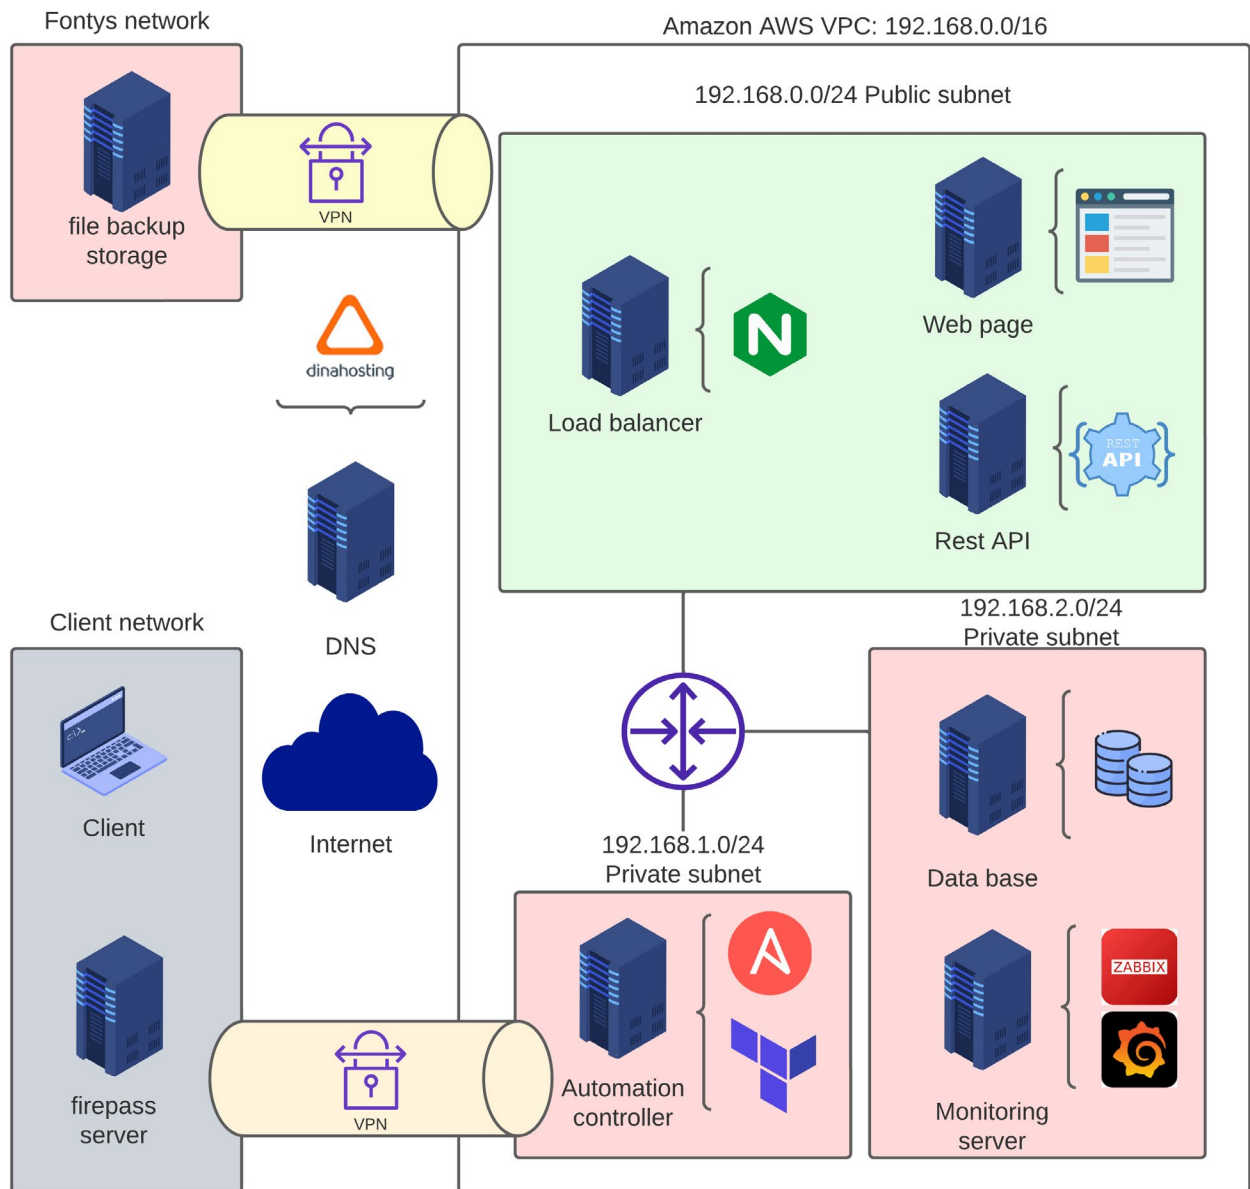 Fontys network
Amazon AWS VPC: 192.168.0.0/16
192.168.0.0/24 Public subnet
file backup
storage
VPN
dinahosting
DNS
Internet
Load balancer
Web page
REST
API
Rest API
Client network
Client
firepass
server
VPN
192.168.2.0/24
Private subnet
Data base
ZABBIX
Monitoring
server
192.168.1.0/24
Private subnet
Automation
controller